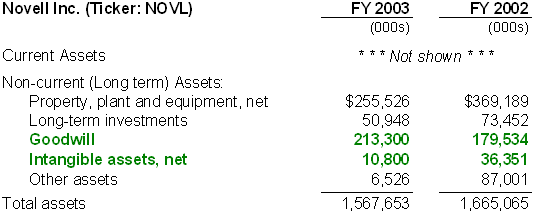 Novell Inc. (Ticker: NOVL) FY 2003 FY 2002
(000s) (000s)
Current Assets * * * Not shown * * *
Non-current (Long term) Assets:
Property, plant and equipment, net $255,526 $369,189
Long-term investments 50,948 73,452
Goodwill 213,300 179,534
Intangible assets, net 10,800 36,351
Other assets 6,526 87,001
Total assets 1,567,653 1,665,065